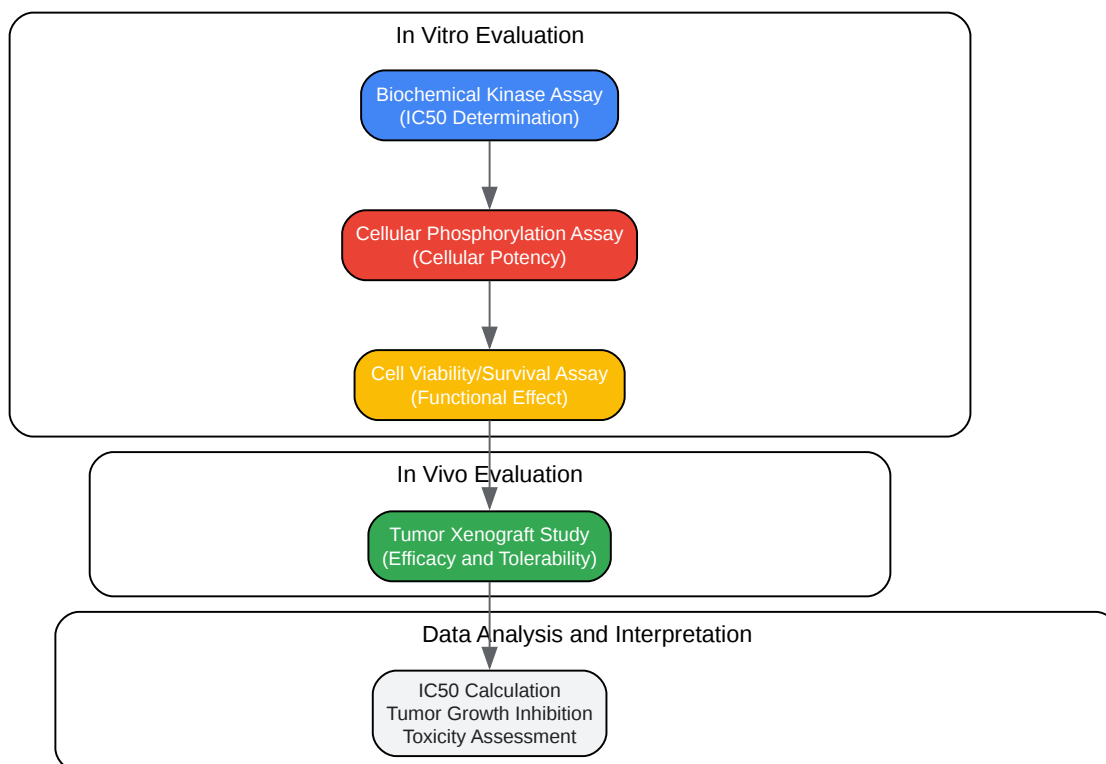 In Vitro Evaluation
Biochemical Kinase Assay
(IC50 Determination)
Cellular Phosphorylation Assay
(Cellular Potency)
Cell Viability/Survival Assay
(Functional Effect)
In Vivo Evaluation
Tumor Xenograft Study
(Efficacy and Tolerability)
Data Analysis and Interpretation
IC50 Calculation
Tumor Growth Inhibition
Toxicity Assessment